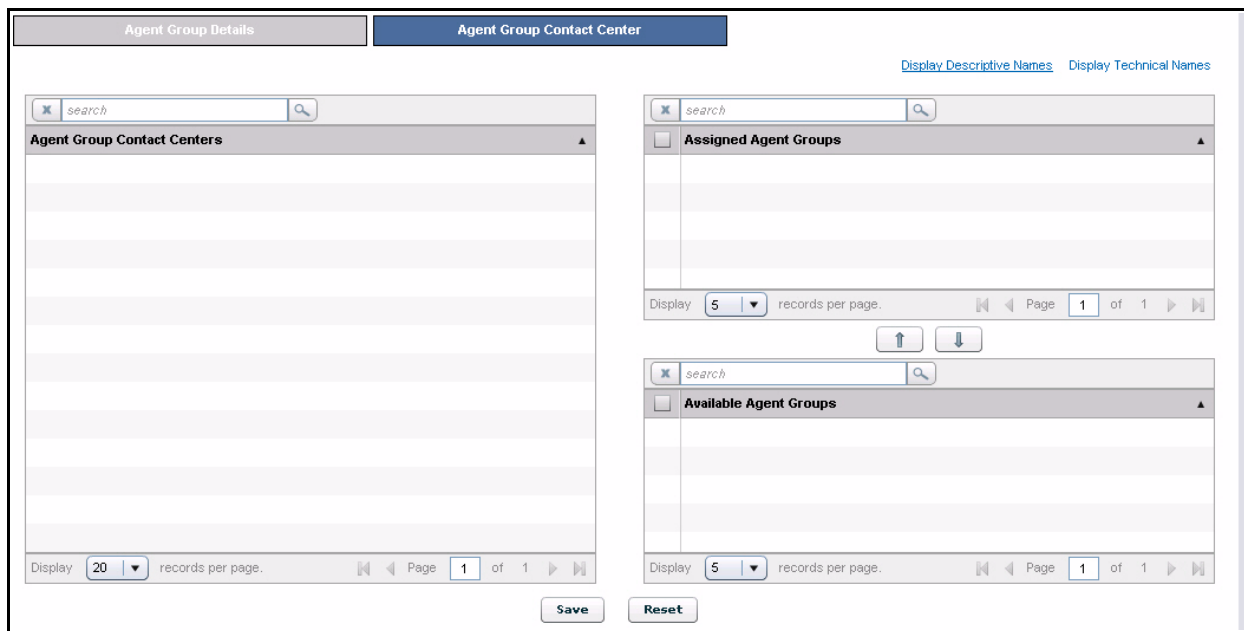 Agent Group Details
Agent Group Contact Center
Display Descriptive Names Display Technical Names
x search
Agent Group Contact Centers ▲
Display 20 ▼ records per page. Page 1 of 1
x search
Assigned Agent Groups ▲
Display 5 ▼ records per page. Page 1 of 1
x search
Available Agent Groups ▲
Display 5 ▼ records per page. Page 1 of 1
Save Reset